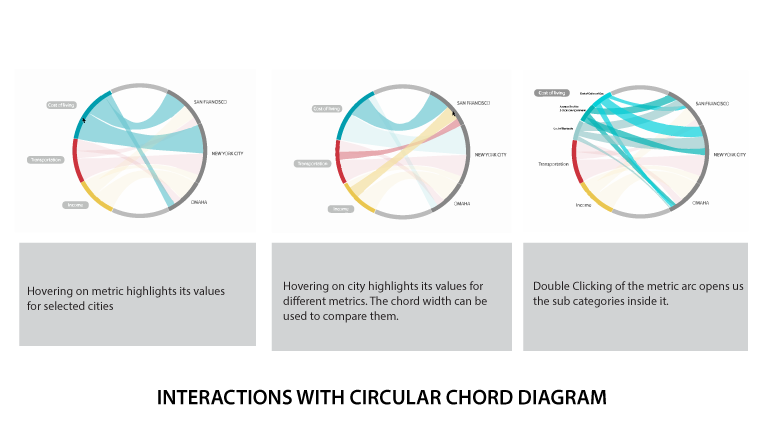 Cost of living
SAN FRANCISCO
NEW YORK CITY
Transportation
OMAHA
Income
Cost of living
SAN FRANCISCO
NEW YORK CITY
Transportation
OMAHA
Income
Cost of living
SAN FRANCISCO
NEW YORK CITY
Transportation
OMAHA
Income
Hovering on metric highlights its values
for selected cities
Hovering on city highlights its values for
different metrics. The chord width can be
used to compare them.
Double Clicking of the metric arc opens us
the sub categories inside it.
INTERACTIONS WITH CIRCULAR CHORD DIAGRAM